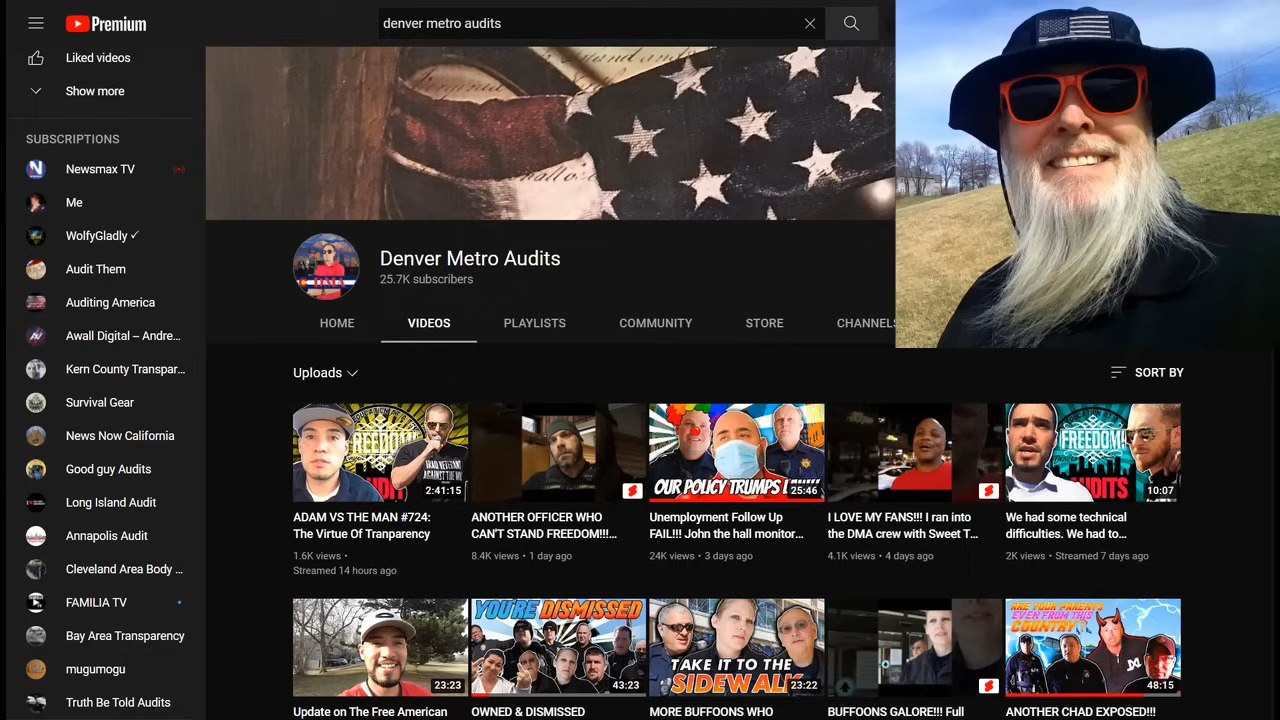 Premium
denver metro audits
Liked videos
Show more
SUBSCRIPTIONS
Newsmax TV
Me
WolfyGladly
Audit Them
Auditing America
Awall Digital – Andre...
Kern County Transpar...
Survival Gear
News Now California
Good guy Audits
Long Island Audit
Annapolis Audit
Cleveland Area Body ...
FAMILIA TV
Bay Area Transparency
mugumogu
Truth Be Told Audits
Denver Metro Audits
25.7K subscribers
HOME
VIDEOS
PLAYLISTS
COMMUNITY
STORE
CHANNELS
Uploads
SORT BY
FREEDOM
2:41:15
ADAM VS THE MAN #724:
The Virtue Of Tranparency
1.6K views •
Streamed 14 hours ago
ANOTHER OFFICER WHO
CAN'T STAND FREEDOM!!!...
8.4K views • 1 day ago
OUR POLICY TRUMPS
25:46
Unemployment Follow Up
FAIL!!! John the hall monitor...
24K views • 3 days ago
I LOVE MY FANS!!! I ran into
the DMA crew with Sweet T...
4.1K views • 4 days ago
FREEDOM
AUDITS
10:07
We had some technical
difficulties. We had to...
2K views • Streamed 7 days ago
23:23
Update on The Free American
YOU'RE DISMISSED
43:23
OWNED & DISMISSED
TAKE IT TO THE
SIDEWALK
23:22
MORE BUFFOONS WHO
BUFFOONS GALORE!!! Full
ARE YOUR PARENTS
EVEN FROM THIS
COUNTRY?
48:15
ANOTHER CHAD EXPOSED!!!